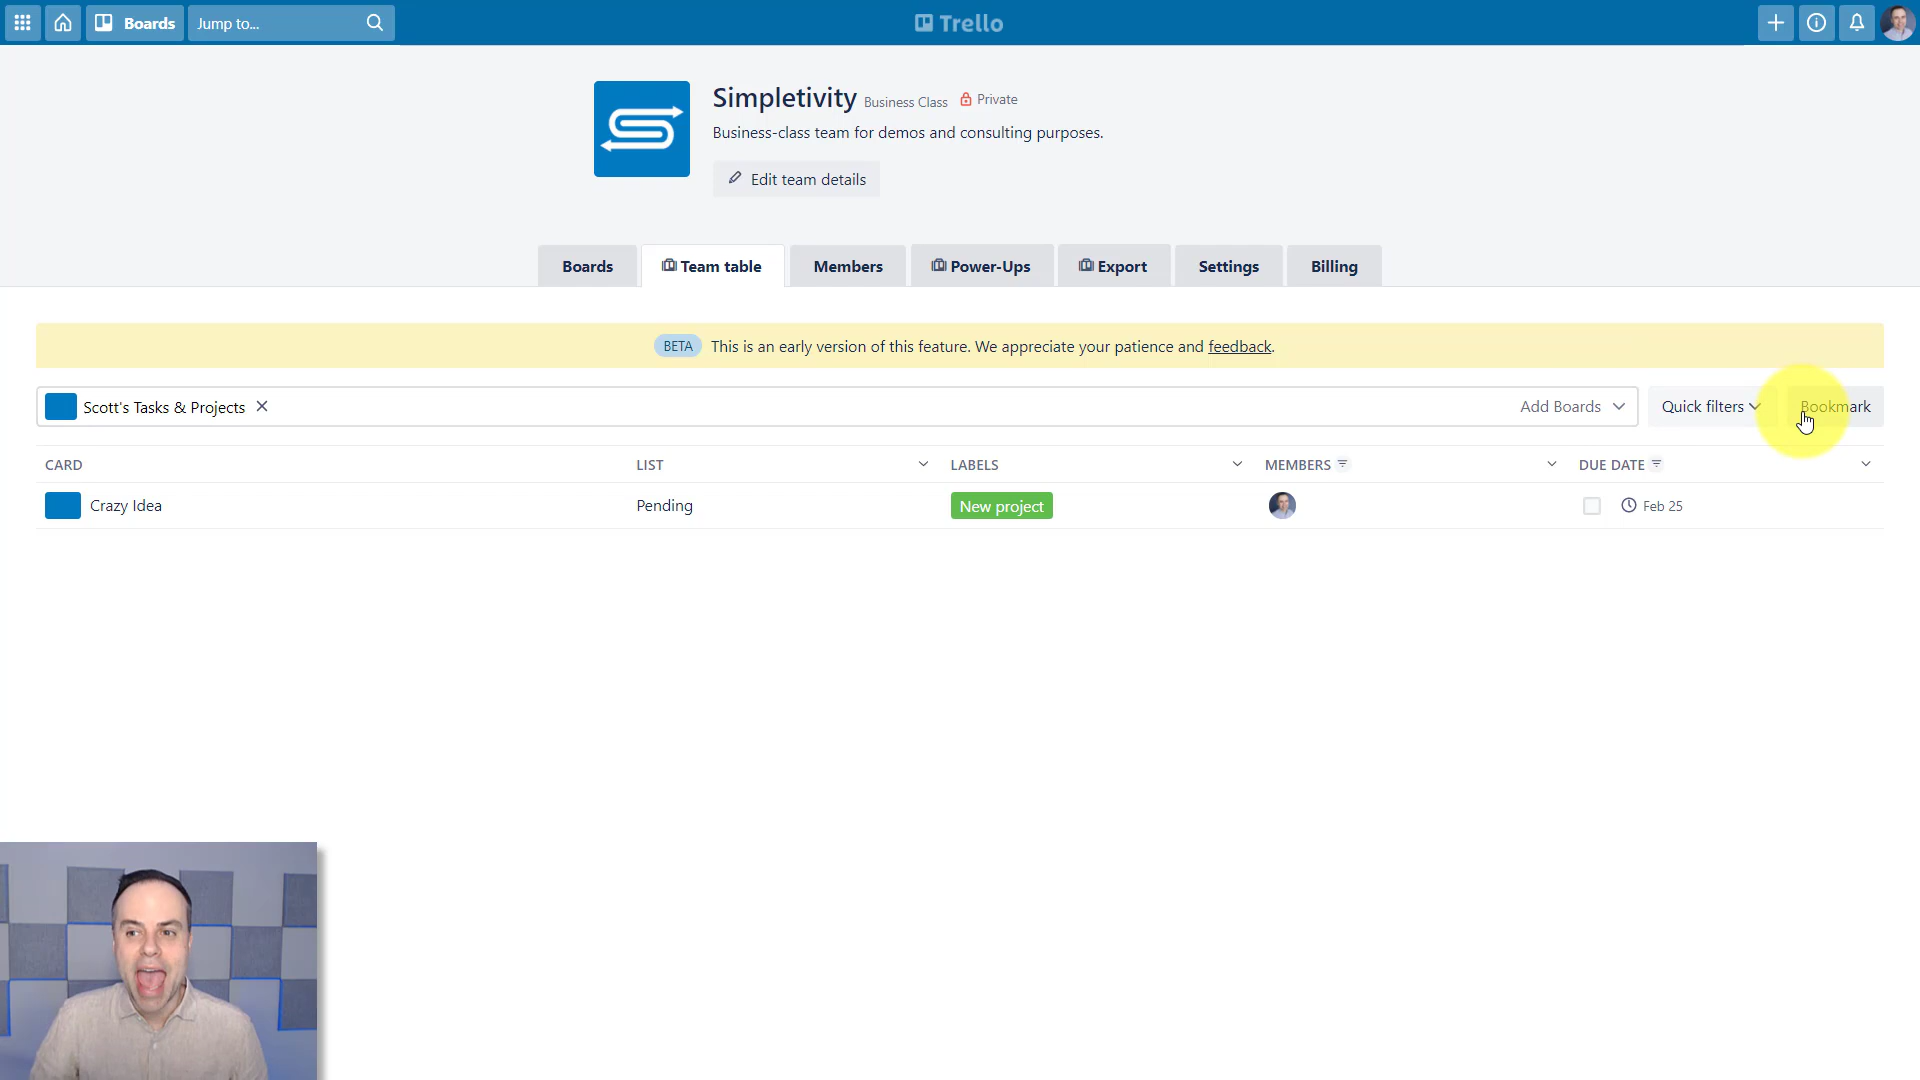 Boards
Jump to...
Trello
Simpletivity Business Class Private
Business-class team for demos and consulting purposes.
Edit team details
Boards
Team table
Members
Power-Ups
Export
Settings
Billing
BETA This is an early version of this feature. We appreciate your patience and feedback.
Scott's Tasks & Projects
Add Boards
Quick filters
Bookmark
CARD LIST LABELS MEMBERS DUE DATE
Crazy Idea Pending New project Feb 25